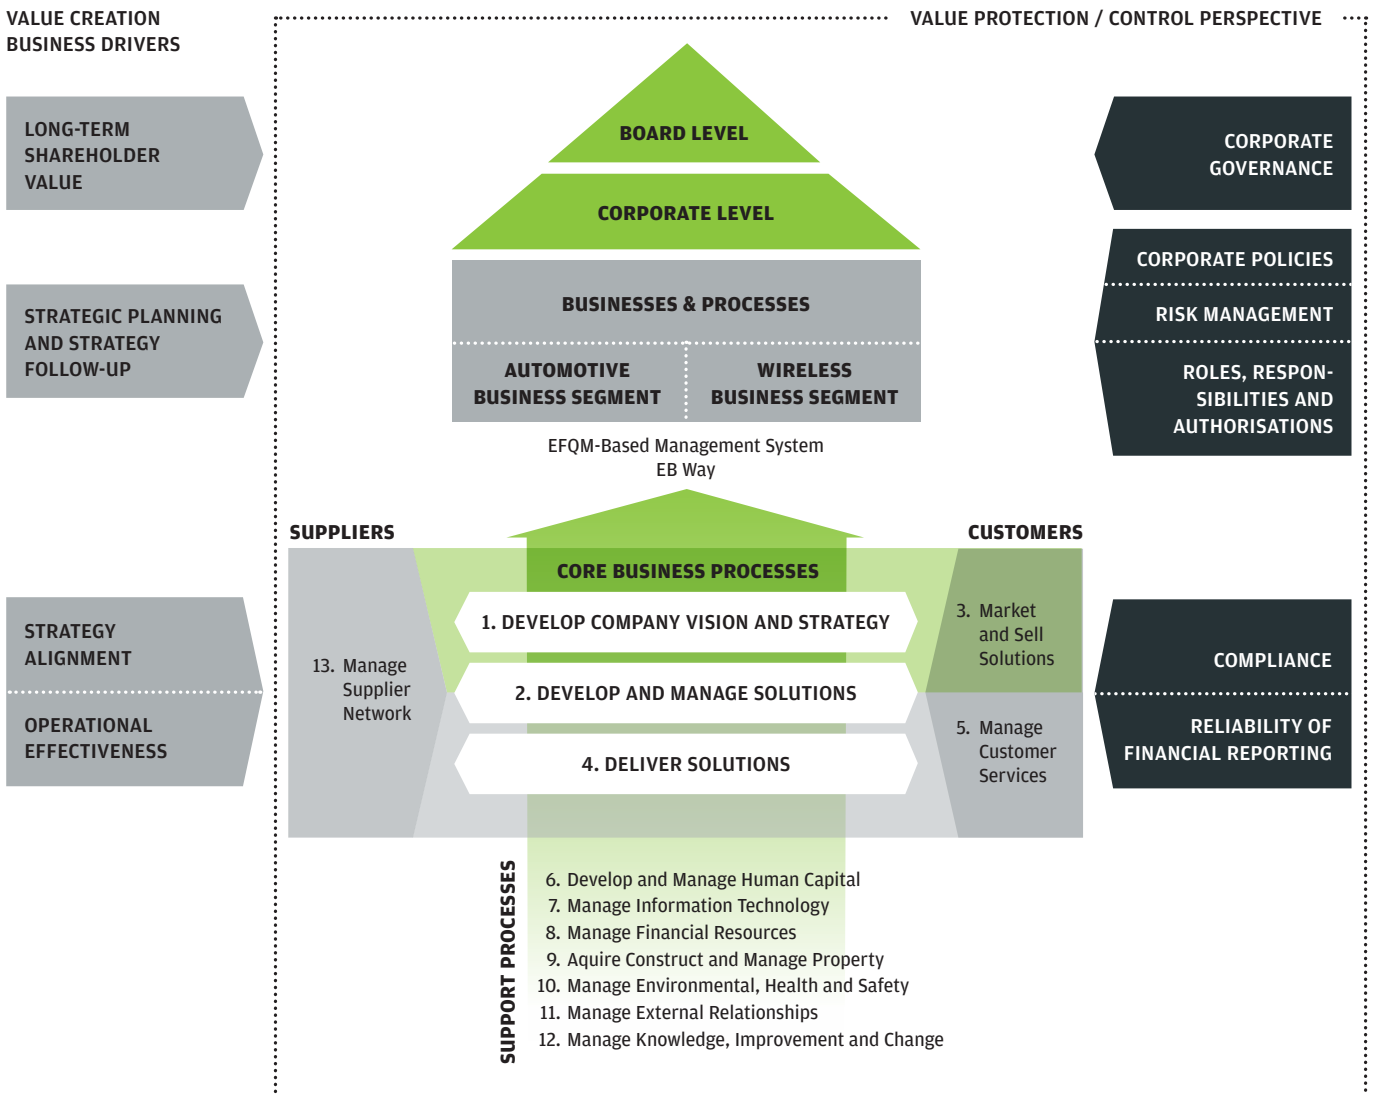 VALUE CREATION
BUSINESS DRIVERS
VALUE PROTECTION / CONTROL PERSPECTIVE
LONG-TERM
SHAREHOLDER
VALUE
BOARD LEVEL
CORPORATE LEVEL
CORPORATE
GOVERNANCE
STRATEGIC PLANNING
AND STRATEGY
FOLLOW-UP
BUSINESSES & PROCESSES
AUTOMOTIVE
BUSINESS SEGMENT
WIRELESS
BUSINESS SEGMENT
CORPORATE POLICIES
RISK MANAGEMENT
ROLES, RESPON-
SIBILITIES AND
AUTHORISATIONS
EFQM-Based Management System
EB Way
SUPPLIERS
CUSTOMERS
STRATEGY
ALIGNMENT
OPERATIONAL
EFFECTIVENESS
13. Manage
Supplier
Network
CORE BUSINESS PROCESSES
1. DEVELOP COMPANY VISION AND STRATEGY
2. DEVELOP AND MANAGE SOLUTIONS
4. DELIVER SOLUTIONS
3. Market
and Sell
Solutions
5. Manage
Customer
Services
COMPLIANCE
RELIABILITY OF
FINANCIAL REPORTING
SUPPORT PROCESSES
6. Develop and Manage Human Capital
7. Manage Information Technology
8. Manage Financial Resources
9. Aquire Construct and Manage Property
10. Manage Environmental, Health and Safety
11. Manage External Relationships
12. Manage Knowledge, Improvement and Change